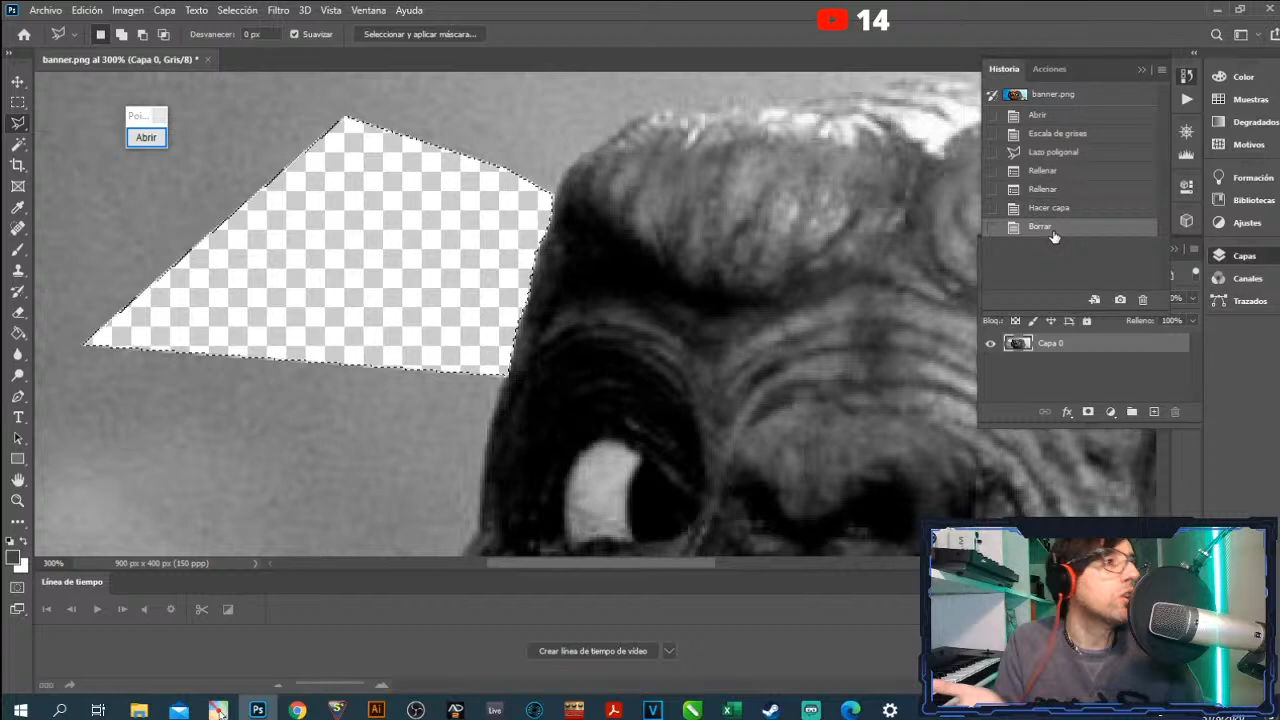 Archivo Edición Imagen Capa Texto Selección Filtro 3D Vista Ventana Ayuda
14
Desvanecer: 0 px Suavizar Seleccionar y aplicar máscara...
banner.png al 300% (Capa 0, Gris/8) *
Abrir
Historia Acciones
banner.png
Abrir
Escala de grises
Lazo poligonal
Rellenar
Rellenar
Hacer capa
Borrar
Color
Muestras
Degradados
Motivos
Formación
Bibliotecas
Ajustes
Capas
Canales
Trazados
Bloq.: Relleno: 100%
Capa 0
300% 900 px x 400 px (150 ppp)
Línea de tiempo
Crear línea de tiempo de vídeo